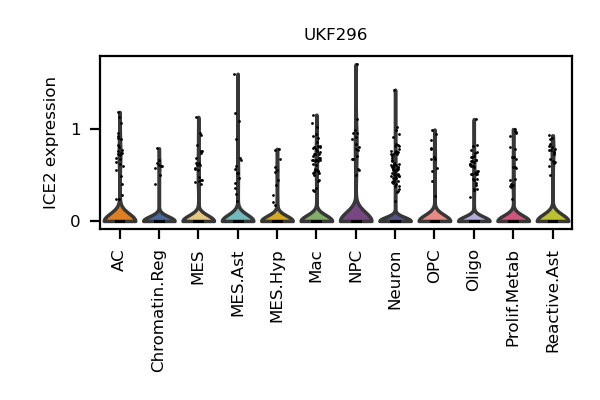 UKF296
ICE2 expression
1
0
AC
Chromatin.Reg
MES
MES.Ast
MES.Hyp
Mac
NPC
Neuron
OPC
Oligo
Prolif.Metab
Reactive.Ast